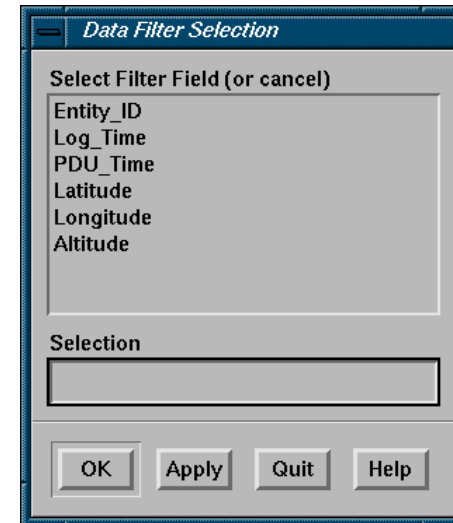 Data Filter Selection
Select Filter Field (or cancel)
Entity_ID
Log_Time
PDU_Time
Latitude
Longitude
Altitude
Selection
OK Apply Quit Help